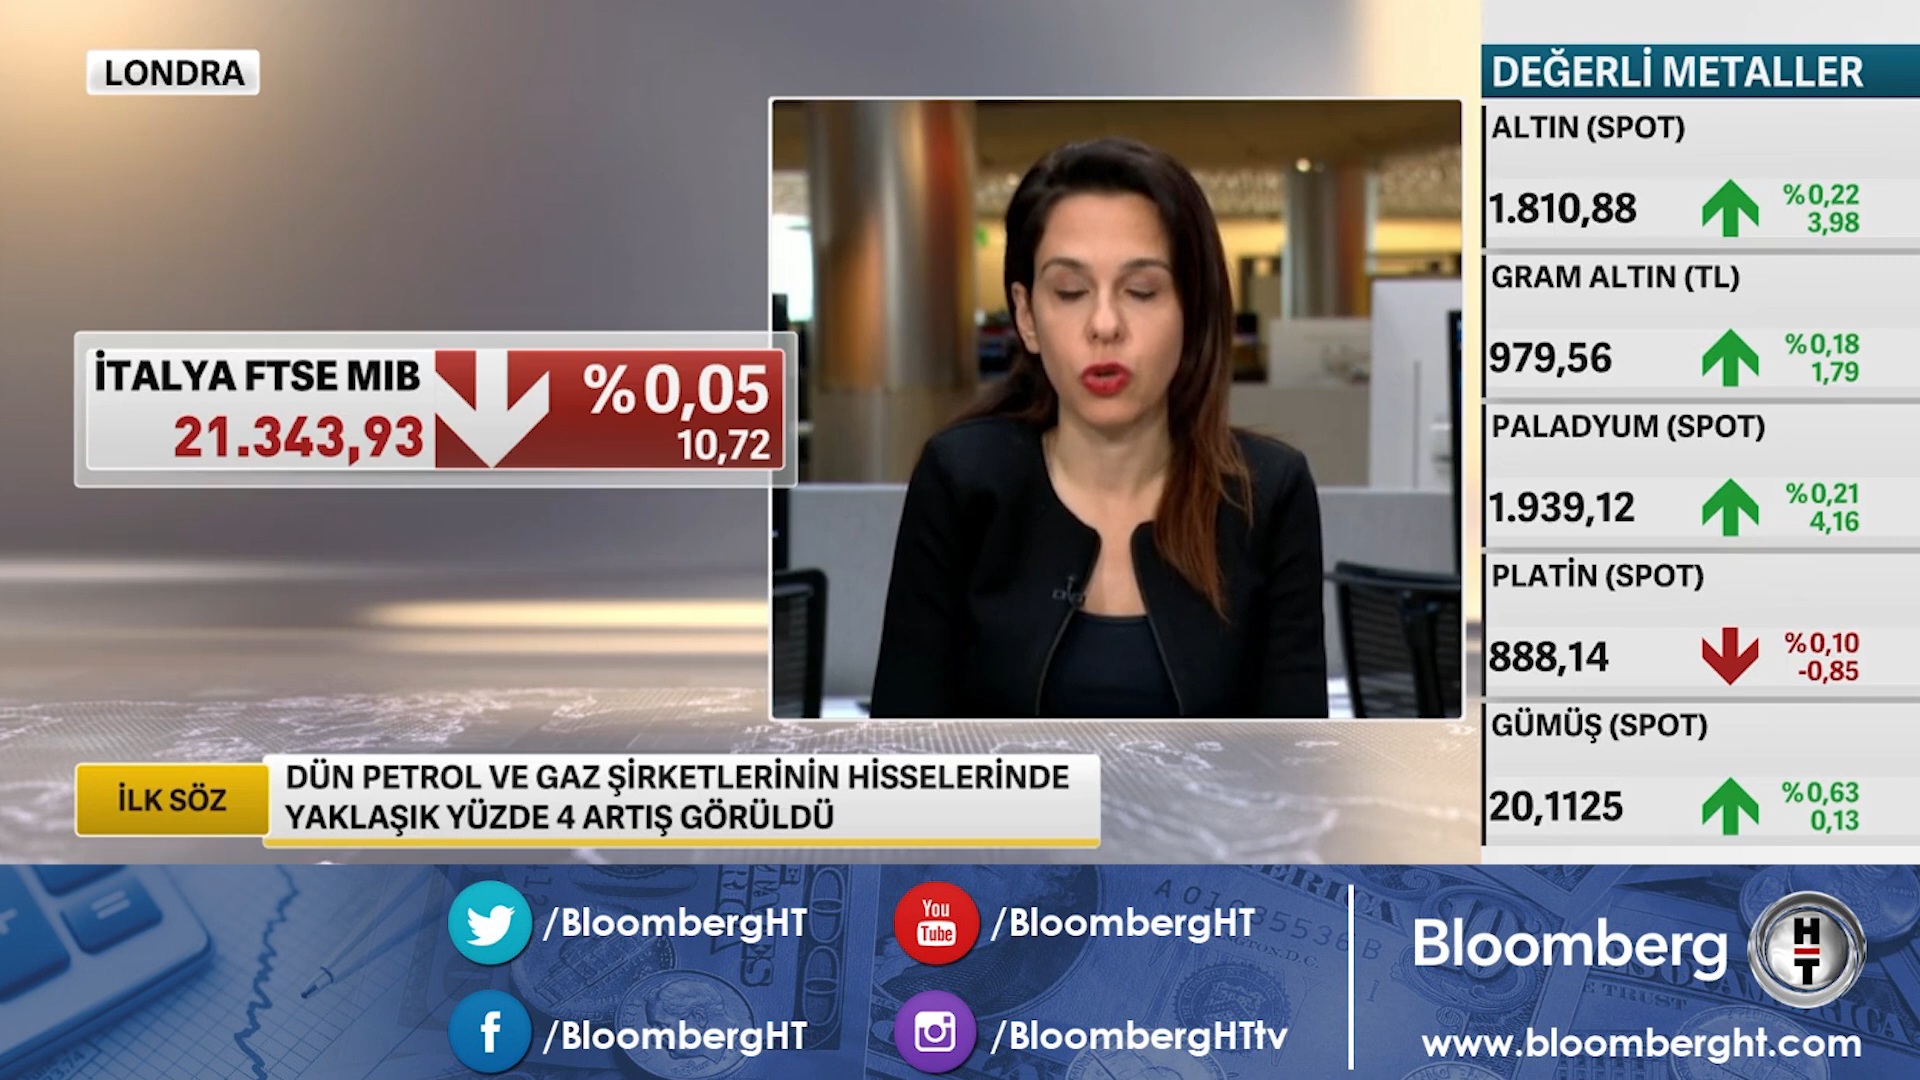 LONDRA
İTALYA FTSE MIB
21.343,93
%0,05
10,72
İLK SÖZ
DÜN PETROL VE GAZ ŞİRKETLERİNİN HİSSELERİNDE
YAKLAŞIK YÜZDE 4 ARTIŞ GÖRÜLDÜ
DEĞERLİ METALLER
ALTIN (SPOT)
1.810,88
%0,22
3,98
GRAM ALTIN (TL)
979,56
%0,18
1,79
PALADYUM (SPOT)
1.939,12
%0,21
4,16
PLATİN (SPOT)
888,14
%0,10
-0,85
GÜMÜŞ (SPOT)
20,1125
%0,63
0,13
/BloombergHT
You
Tube
/BloombergHT
f
/BloombergHT
/BloombergHTtv
Bloomberg
HT
www.bloomberght.com